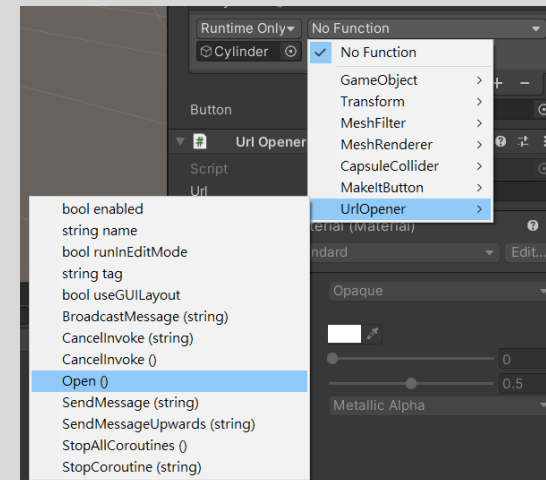 Runtime Only No Function
Cylinder
No Function
GameObject
Transform
MeshFilter
MeshRenderer
CapsuleCollider
MakeItButton
UrlOpener
Button
# Url Opener
Script
Url
(Material)
Edit...
Opaque
0
0.5
Metallic Alpha
bool enabled
string name
bool runInEditMode
string tag
bool useGUILayout
BroadcastMessage (string)
CancelInvoke (string)
CancelInvoke ()
Open ()
SendMessage (string)
SendMessageUpwards (string)
StopAllCoroutines ()
StopCoroutine (string)